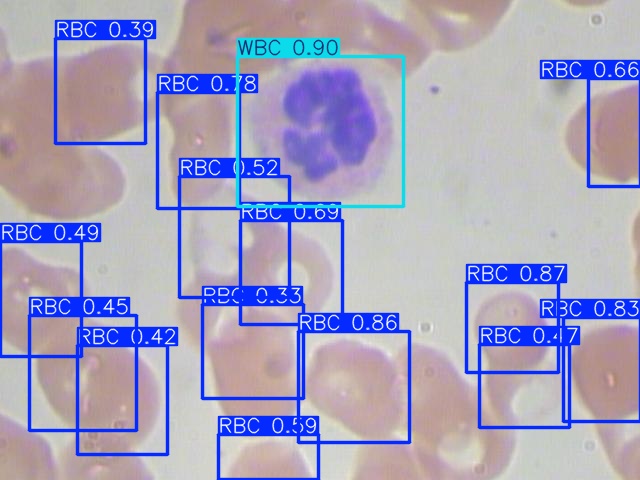 RBC 0.39
WBC 0.90
RBC 0.66
RBC 0.78
RBC 0.52
RBC 0.69
RBC 0.49
RBC 0.87
RBC 0.33
RBC 0.45
RBC 0.83
RBC 0.86
RBC 0.42
RBC 0.47
RBC 0.59